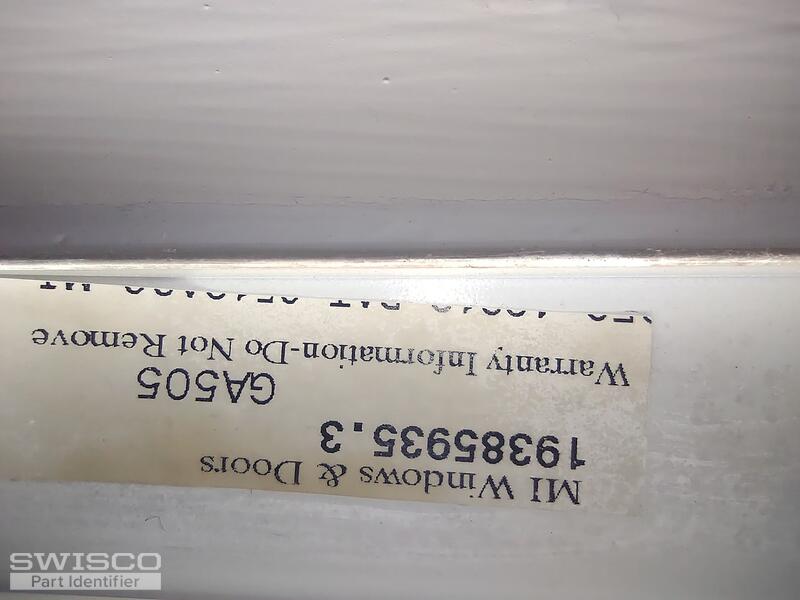 MI Windows & Doors
19385935.3
GA505
Warranty Information-Do Not Remove
SWISCO
Part Identifier